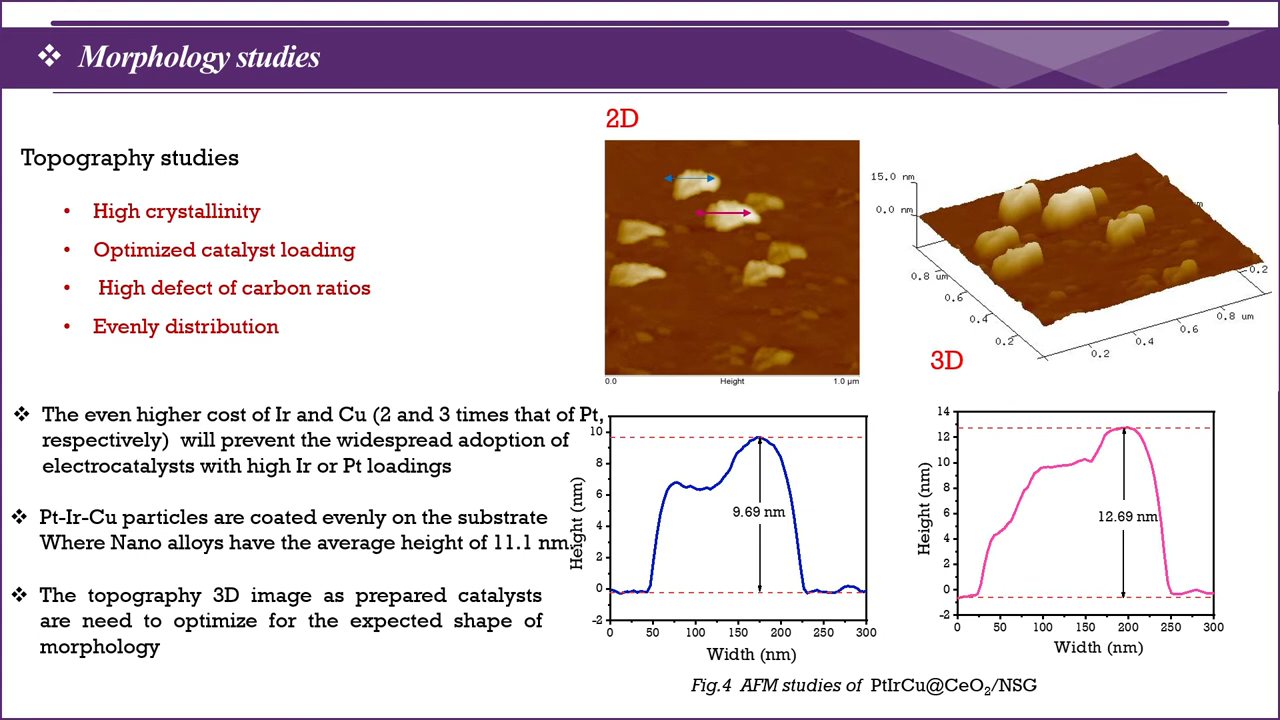 ❖ Morphology studies
Topography studies
• High crystallinity
• Optimized catalyst loading
• High defect of carbon ratios
• Evenly distribution
❖ The even higher cost of Ir and Cu (2 and 3 times that of Pt,
respectively) will prevent the widespread adoption of
electrocatalysts with high Ir or Pt loadings
❖ Pt-Ir-Cu particles are coated evenly on the substrate
Where Nano alloys have the average height of 11.1 nm.
❖ The topography 3D image as prepared catalysts
are need to optimize for the expected shape of
morphology
2D
0.0 Height 1.0 µm
15.0 nm
0.0 nm
0.8 um
0.6
0.4
0.2
0.2
0.4
0.6
0.8 um
0.2
3D
Height (nm)
10
8
6
4
2
0
-2
9.69 nm
0 50 100 150 200 250 300
Width (nm)
Height (nm)
14
12
10
8
6
4
2
0
-2
12.69 nm
0 50 100 150 200 250 300
Width (nm)
Fig.4 AFM studies of PtIrCu@CeO₂/NSG